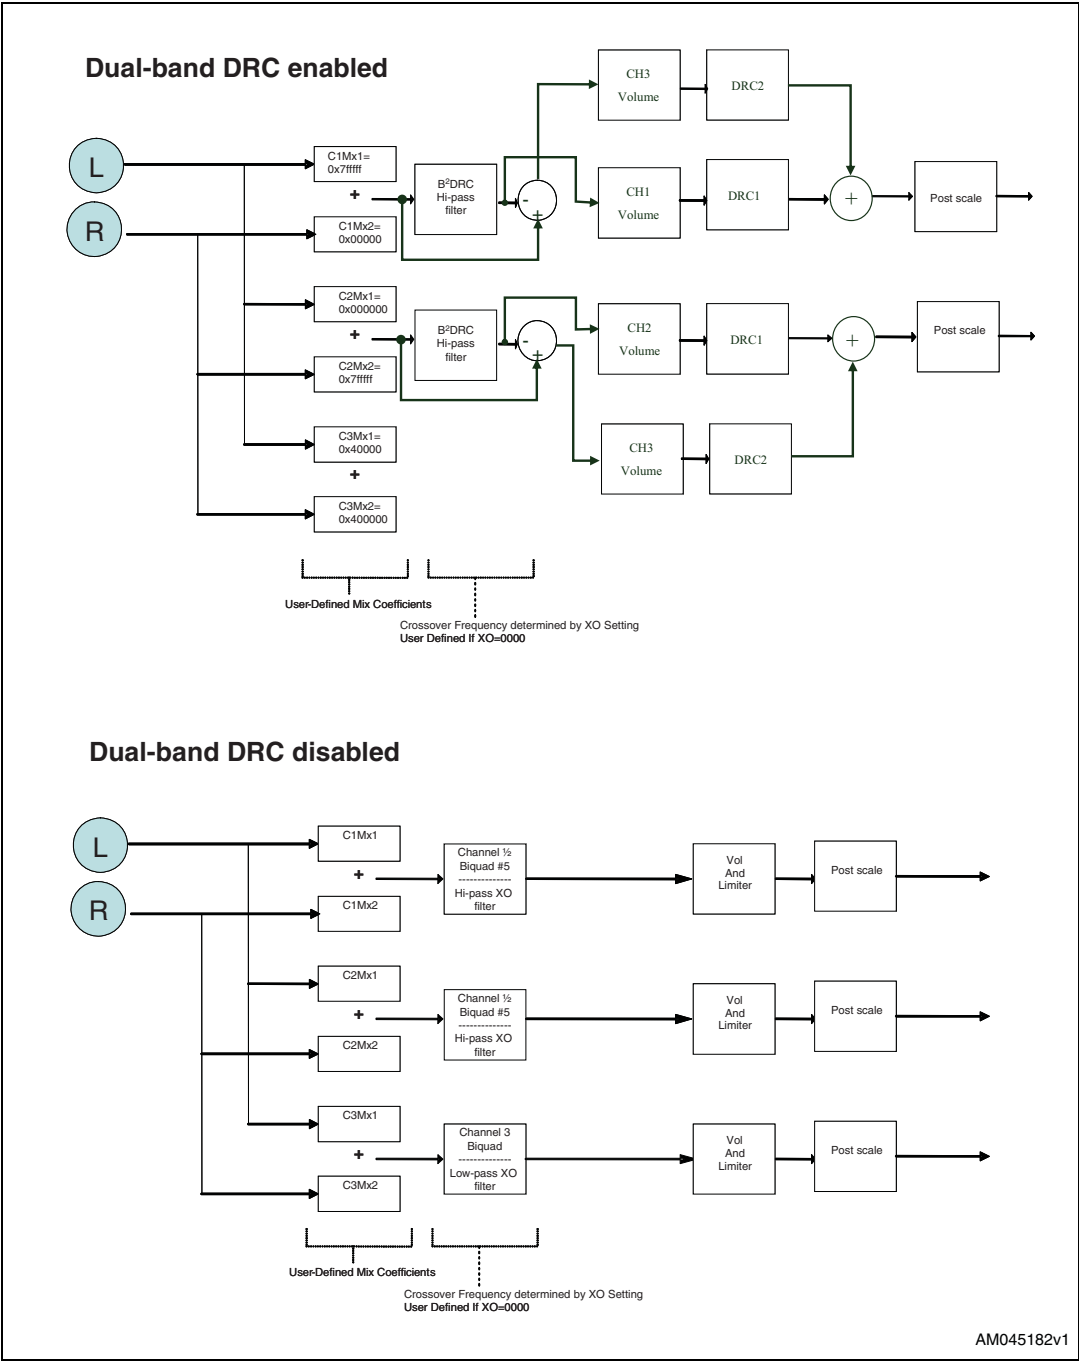 Dual-band DRC enabled
CH3
Volume
DRC2
L
C1Mx1=
0x7fffff
+
B²DRC
Hi-pass
filter
-
+
CH1
Volume
DRC1
+
Post scale
R
C1Mx2=
0x00000
C2Mx1=
0x000000
+
C2Mx2=
0x7fffff
B²DRC
Hi-pass
filter
-
+
CH2
Volume
DRC1
+
Post scale
C3Mx1=
0x40000
+
C3Mx2=
0x400000
CH3
Volume
DRC2
User-Defined Mix Coefficients
Crossover Frequency determined by XO Setting
User Defined If XO=0000
Dual-band DRC disabled
L
R
C1Mx1
+
C1Mx2
Channel ½
Biquad #5
---------------
Hi-pass XO
filter
Vol
And
Limiter
Post scale
C2Mx1
+
C2Mx2
Channel ½
Biquad #5
---------------
Hi-pass XO
filter
Vol
And
Limiter
Post scale
C3Mx1
+
C3Mx2
Channel 3
Biquad
---------------
Low-pass XO
filter
Vol
And
Limiter
Post scale
User-Defined Mix Coefficients
Crossover Frequency determined by XO Setting
User Defined If XO=0000
AM045182v1